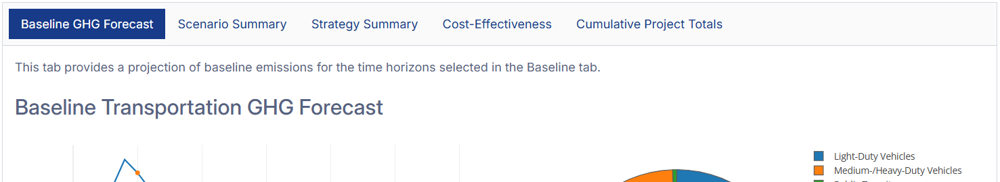 Baseline GHG Forecast Scenario Summary Strategy Summary Cost-Effectiveness Cumulative Project Totals
This tab provides a projection of baseline emissions for the time horizons selected in the Baseline tab.
Baseline Transportation GHG Forecast
Light-Duty Vehicles
Medium-/Heavy-Duty Vehicles